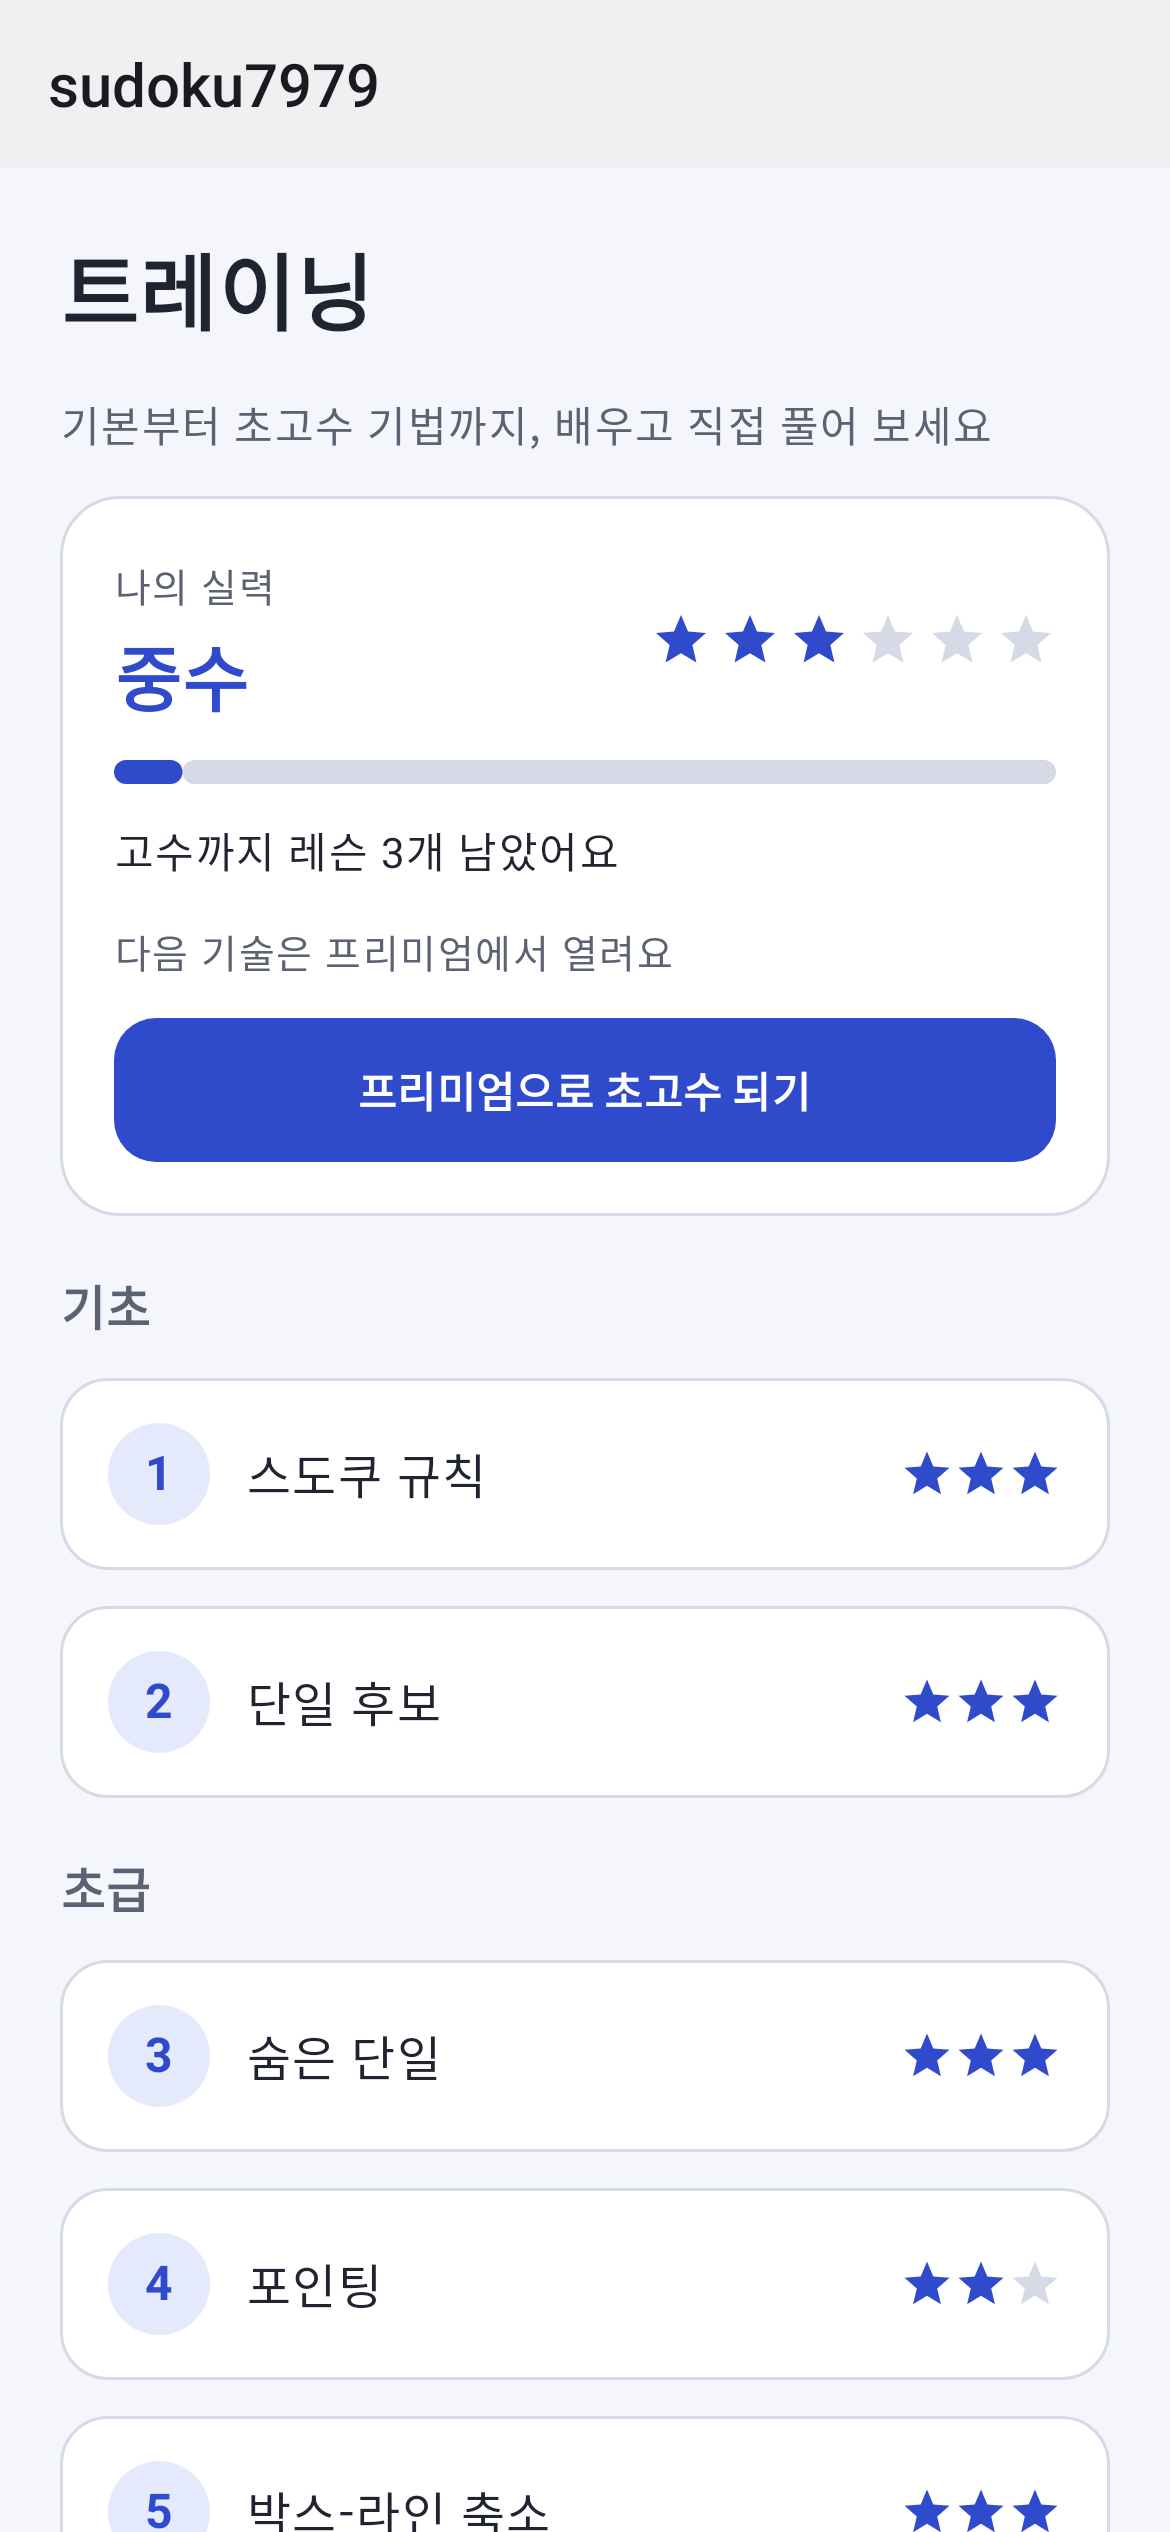 sudoku7979
트레이닝
기본부터 초고수 기법까지, 배우고 직접 풀어 보세요
나의 실력
중수
고수까지 레슨 3개 남았어요
다음 기술은 프리미엄에서 열려요
프리미엄으로 초고수 되기
기초
1 스도쿠 규칙
2 단일 후보
초급
3 숨은 단일
4 포인팅
5 박스-라인 축소